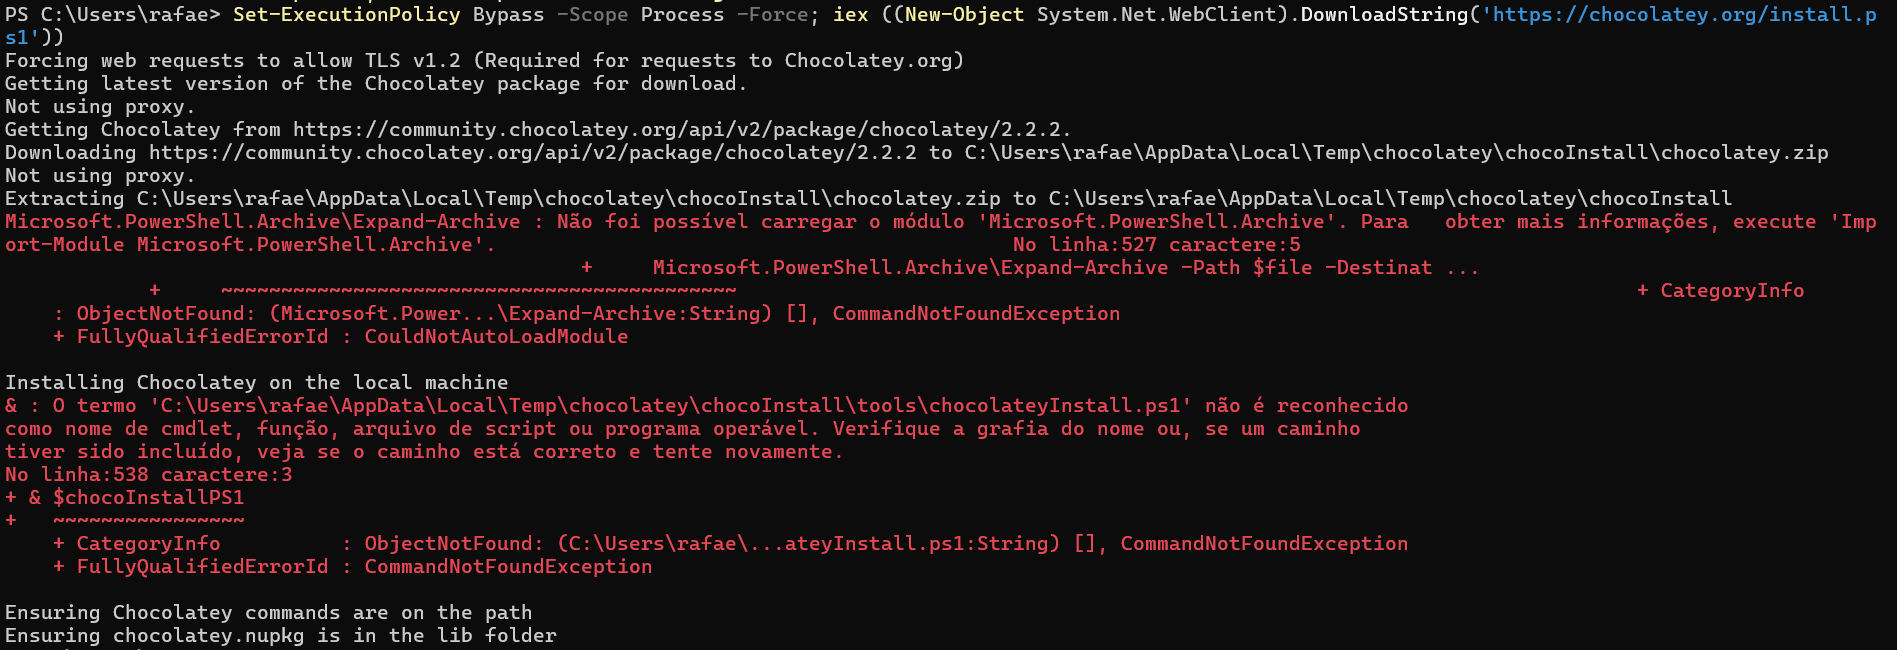 PS C:\Users\rafae> Set-ExecutionPolicy Bypass -Scope Process -Force; iex ((New-Object System.Net.WebClient).DownloadString('https://chocolatey.org/install.p
s1'))
Forcing web requests to allow TLS v1.2 (Required for requests to Chocolatey.org)
Getting latest version of the Chocolatey package for download.
Not using proxy.
Getting Chocolatey from https://community.chocolatey.org/api/v2/package/chocolatey/2.2.2.
Downloading https://community.chocolatey.org/api/v2/package/chocolatey/2.2.2 to C:\Users\rafae\AppData\Local\Temp\chocolatey\chocoInstall\chocolatey.zip
Not using proxy.
Extracting C:\Users\rafae\AppData\Local\Temp\chocolatey\chocoInstall\chocolatey.zip to C:\Users\rafae\AppData\Local\Temp\chocolatey\chocoInstall
Microsoft.PowerShell.Archive\Expand-Archive : Não foi possível carregar o módulo 'Microsoft.PowerShell.Archive'. Para   obter mais informações, execute 'Imp
ort-Module Microsoft.PowerShell.Archive'.                                           No linha:527 caractere:5
+     Microsoft.PowerShell.Archive\Expand-Archive -Path $file -Destinat ...
+     ~~~~~~~~~~~~~~~~~~~~~~~~~~~~~~~~~~~~~~~~~~~                                                                           + CategoryInfo
    : ObjectNotFound: (Microsoft.Power...\Expand-Archive:String) [], CommandNotFoundException
    + FullyQualifiedErrorId : CouldNotAutoLoadModule

Installing Chocolatey on the local machine
& : O termo 'C:\Users\rafae\AppData\Local\Temp\chocolatey\chocoInstall\tools\chocolateyInstall.ps1' não é reconhecido
como nome de cmdlet, função, arquivo de script ou programa operável. Verifique a grafia do nome ou, se um caminho
tiver sido incluído, veja se o caminho está correto e tente novamente.
No linha:538 caractere:3
+ & $chocoInstallPS1
+   ~~~~~~~~~~~~~~~~
    + CategoryInfo          : ObjectNotFound: (C:\Users\rafae\...ateyInstall.ps1:String) [], CommandNotFoundException
    + FullyQualifiedErrorId : CommandNotFoundException

Ensuring Chocolatey commands are on the path
Ensuring chocolatey.nupkg is in the lib folder